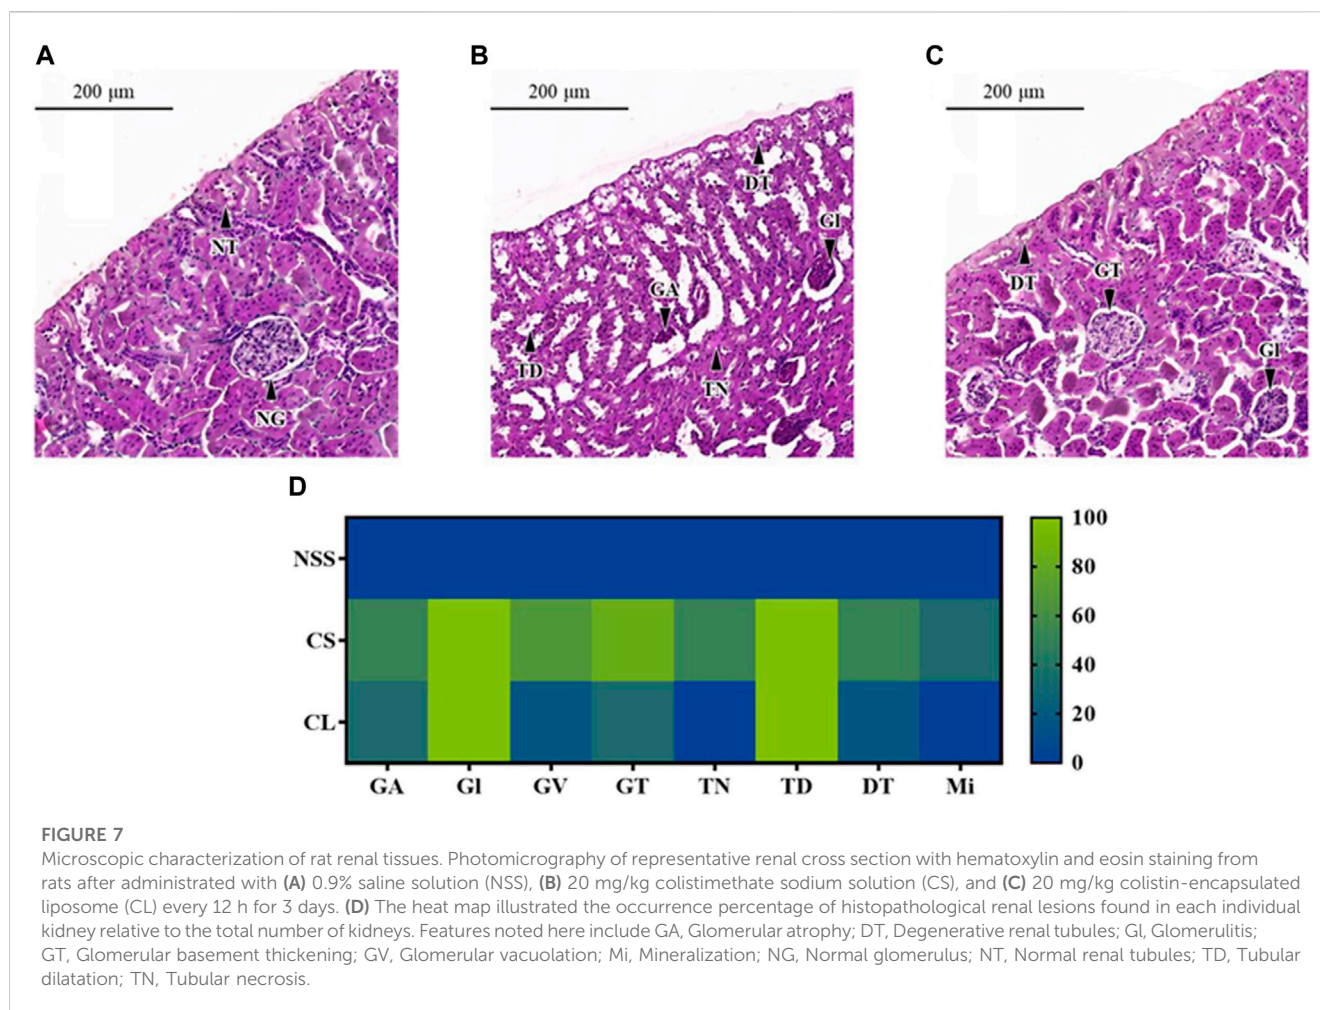 A
B
C
200 μm
200 μm
200 μm
NT
NG
DT
Gl
GA
TD
TN
DT
GT
Gl
D
NSS
CS
CL
GA Gl GV GT TN TD DT Mi
100
80
60
40
20
0
FIGURE 7
Microscopic characterization of rat renal tissues. Photomicrography of representative renal cross section with hematoxylin and eosin staining from
rats after administrated with (A) 0.9% saline solution (NSS), (B) 20 mg/kg colistimethate sodium solution (CS), and (C) 20 mg/kg colistin-encapsulated
liposome (CL) every 12 h for 3 days. (D) The heat map illustrated the occurrence percentage of histopathological renal lesions found in each individual
kidney relative to the total number of kidneys. Features noted here include GA, Glomerular atrophy; DT, Degenerative renal tubules; Gl, Glomerulitis;
GT, Glomerular basement thickening; GV, Glomerular vacuolation; Mi, Mineralization; NG, Normal glomerulus; NT, Normal renal tubules; TD, Tubular
dilatation; TN, Tubular necrosis.